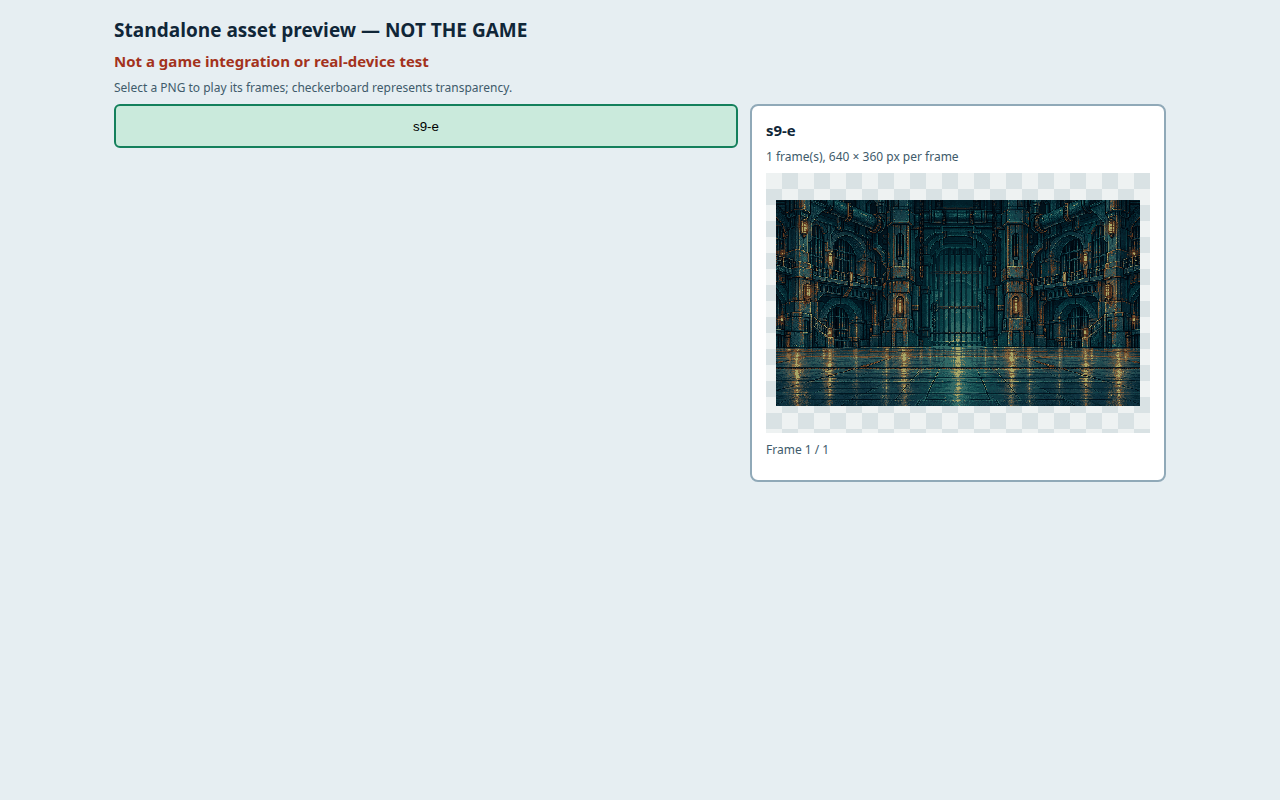 Standalone asset preview — NOT THE GAME
Not a game integration or real-device test
Select a PNG to play its frames; checkerboard represents transparency.
s9-e
s9-e
1 frame(s), 640 × 360 px per frame
Frame 1 / 1